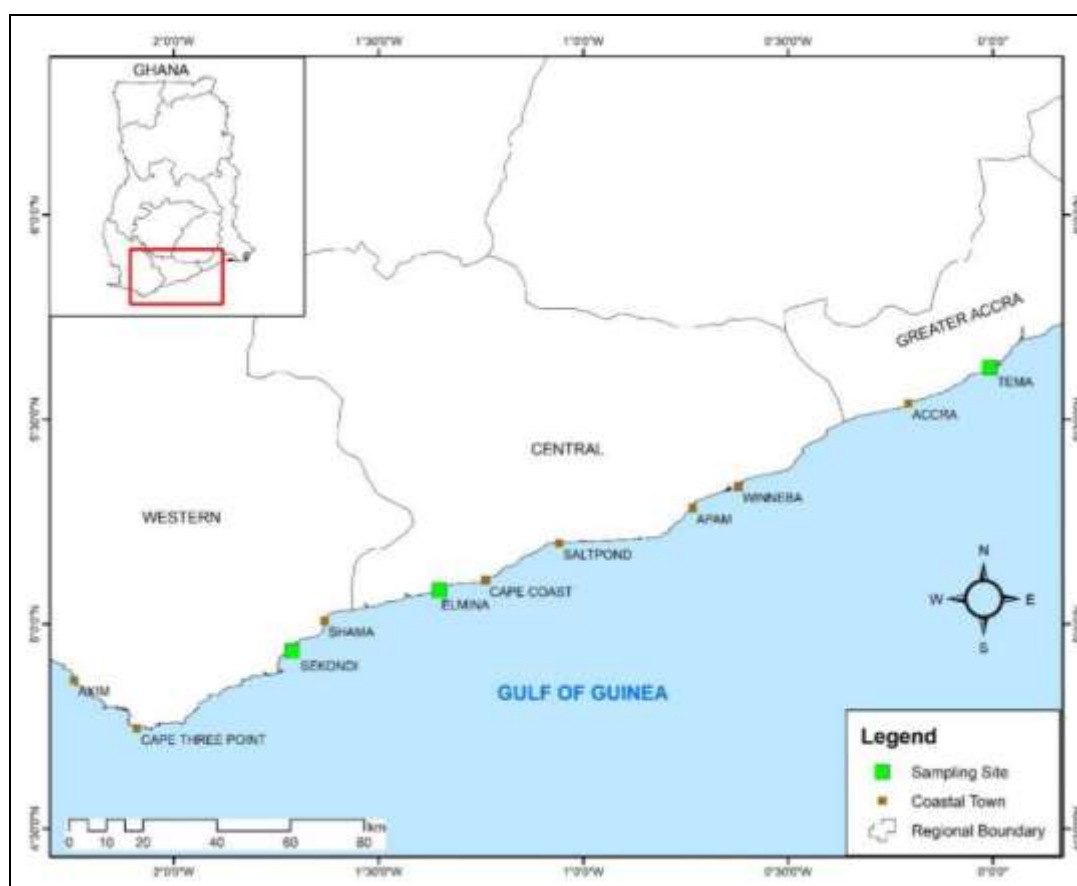 2°0'0"W 1°30'0"W 1°0'0"W 0°30'0"W 0°0'0"
GHANA
6°0'0"N
GREATER ACCRA
TEMA
ACCRA
5°30'0"N
CENTRAL
WINNEBA
WESTERN
APAM
SALTPOND
CAPE COAST
ELMINA
N
W E
S
5°0'0"N
SHAMA
SEKONDI
AXIM
GULF OF GUINEA
CAPE THREE POINT
Legend
Sampling Site
Coastal Town
Regional Boundary
km
0 10 20 40 60 80
4°30'0"N
2°0'0"W 1°30'0"W 1°0'0"W 0°30'0"W 0°0'0"